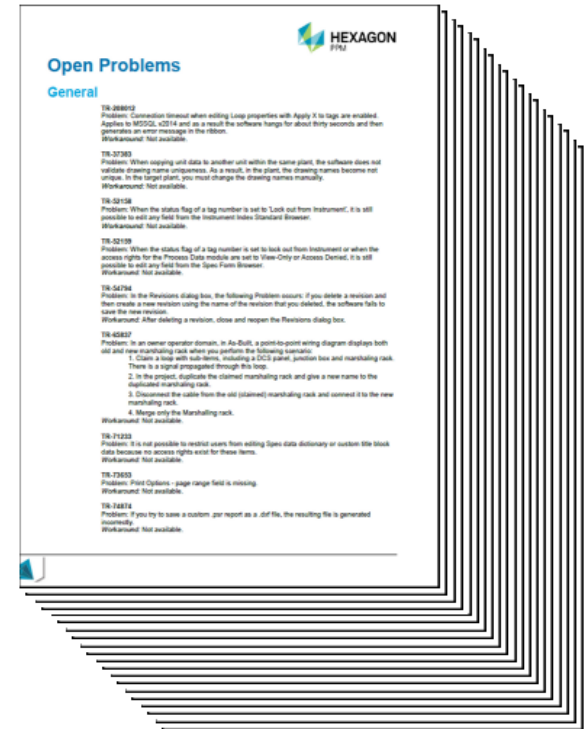 HEXAGON
PPM
Open Problems
General
TR-208012
Problem: Connection timeout when editing Loop properties with Apply X to tags are enabled.
Applies to MSSQL v2014 and as a result the software hangs for about thirty seconds and then
generates an error message in the ribbon.
Workaround: Not available.
TR-37383
Problem: When copying unit data to another unit within the same plant, the software does not
validate drawing name uniqueness. As a result, in the plant, the drawing names become not
unique. In the target plant, you must change the drawing names manually.
Workaround: Not available.
TR-52158
Problem: When the status flag of a tag number is set to 'Lock out from Instrument', it is still
possible to edit any field from the Instrument Index Standard Browser.
Workaround: Not available.
TR-52159
Problem: When the status flag of a tag number is set to lock out from Instrument or when the
access rights for the Process Data module are set to View-Only or Access Denied, it is still
possible to edit any field from the Spec Form Browser.
Workaround: Not available.
TR-54794
Problem: In the Revisions dialog box, the following Problem occurs: if you delete a revision and
then create a new revision using the name of the revision that you deleted, the software fails to
save the new revision.
Workaround: After deleting a revision, close and reopen the Revisions dialog box.
TR-65837
Problem: In an owner operator domain, in As-Built, a point-to-point wiring diagram displays both
old and new marshaling rack when you perform the following scenario:
1. Claim a loop with sub-items, including a DCS panel, junction box and marshaling rack.
There is a signal propagated through this loop.
2. In the project, duplicate the claimed marshaling rack and give a new name to the
duplicated marshaling rack.
3. Disconnect the cable from the old (claimed) marshaling rack and connect it to the new
marshaling rack.
4. Merge only the Marshalling rack.
Workaround: Not available.
TR-71233
Problem: It is not possible to restrict users from editing Spec data dictionary or custom title block
data because no access rights exist for these items.
Workaround: Not available.
TR-73653
Problem: Print Options - page range field is missing.
Workaround: Not available.
TR-74874
Problem: If you try to save a custom .psr report as a .dxf file, the resulting file is generated
incorrectly.
Workaround: Not available.